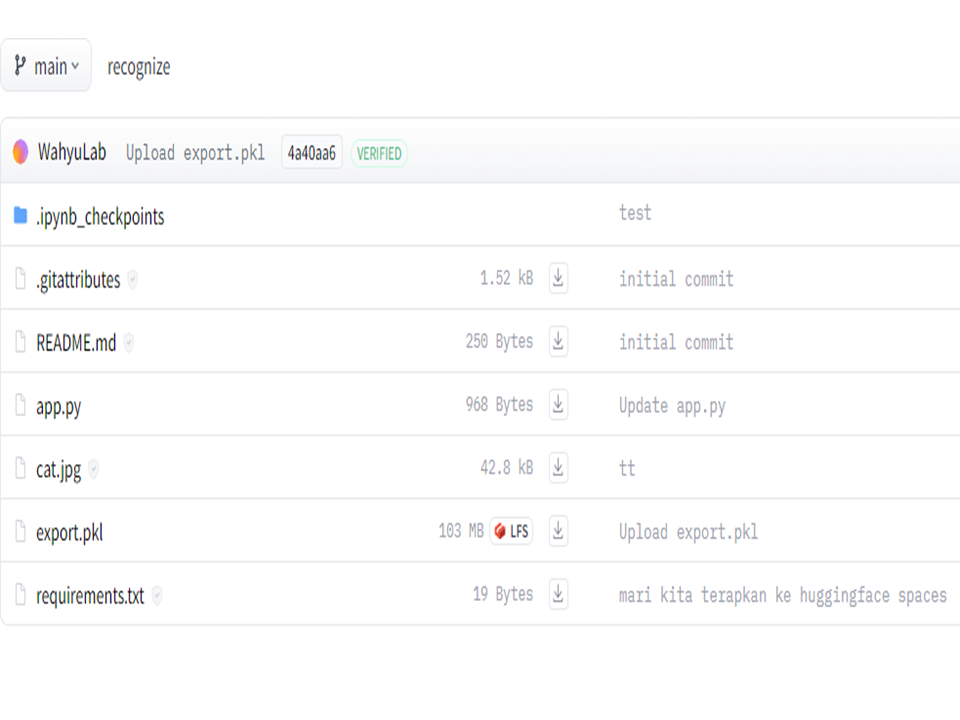 main recognize
WahyuLab Upload export.pkl 4a40aa6 VERIFIED
.ipynb_checkpoints test
.gitattributes 1.52 kB initial commit
README.md 250 Bytes initial commit
app.py 968 Bytes Update app.py
cat.jpg 42.8 kB tt
export.pkl 103 MB LFS Upload export.pkl
requirements.txt 19 Bytes mari kita terapkan ke huggingface spaces